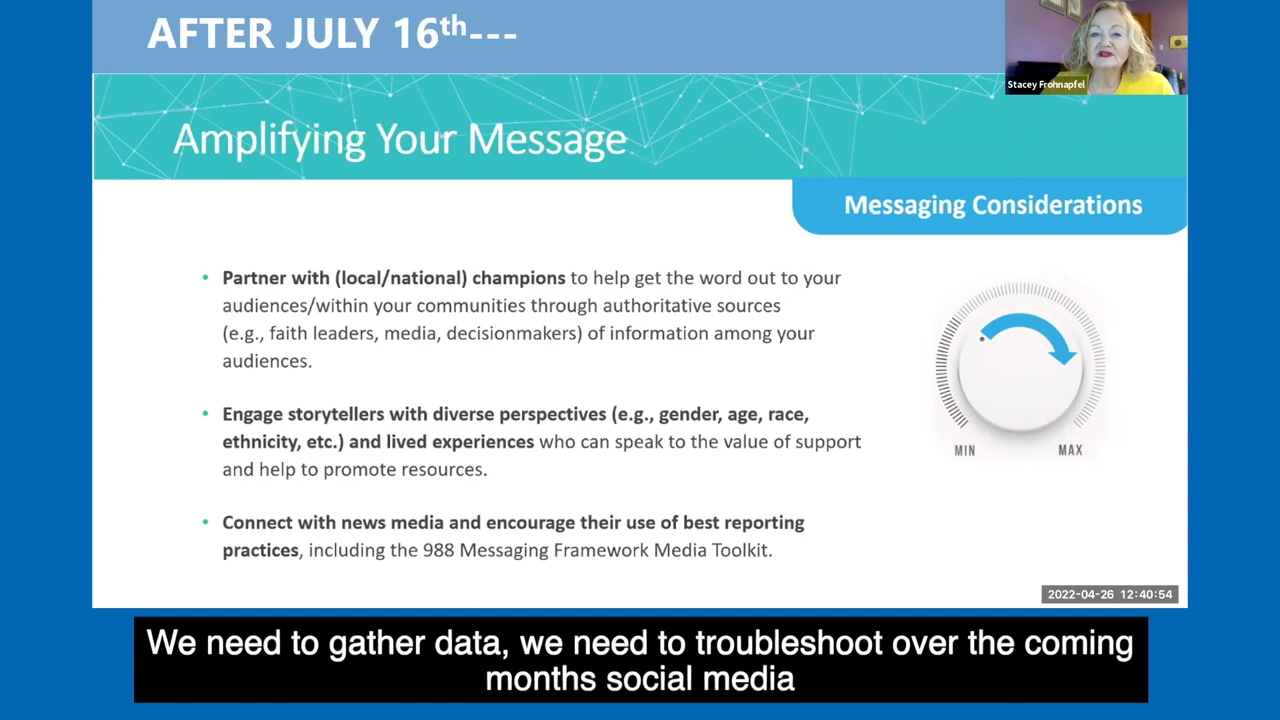 AFTER JULY 16th---
Stacey Frohnapfel
Amplifying Your Message
Messaging Considerations
• Partner with (local/national) champions to help get the word out to your
audiences/within your communities through authoritative sources
(e.g., faith leaders, media, decisionmakers) of information among your
audiences.
• Engage storytellers with diverse perspectives (e.g., gender, age, race,
ethnicity, etc.) and lived experiences who can speak to the value of support
and help to promote resources.
• Connect with news media and encourage their use of best reporting
practices, including the 988 Messaging Framework Media Toolkit.
MIN MAX
2022-04-26 12:40:54
We need to gather data, we need to troubleshoot over the coming
months social media